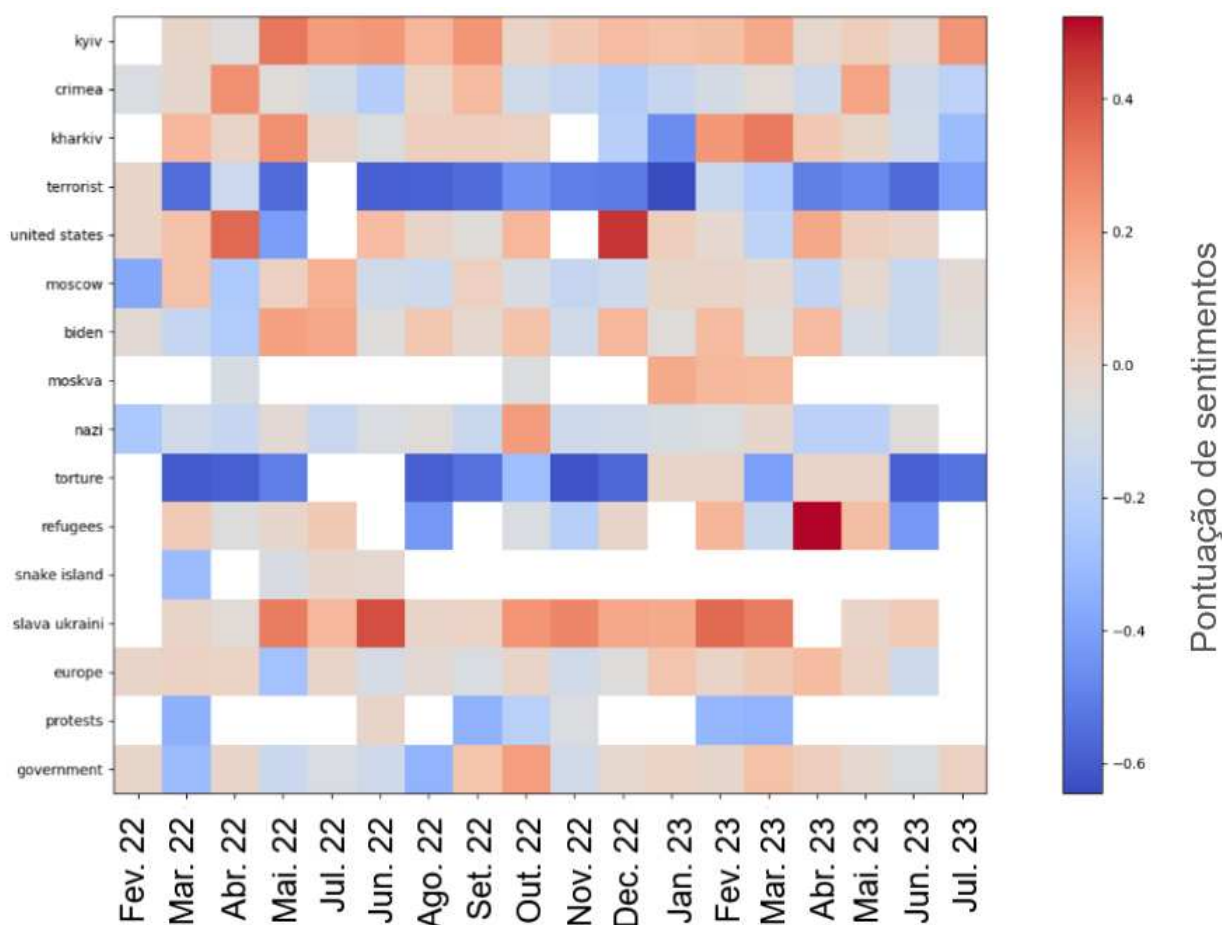 kyiv
crimea
kharkiv
terrorist
united states
moscow
biden
moskva
nazi
torture
refugees
snake island
slava ukraini
europe
protests
government
Fev. 22
Mar. 22
Abr. 22
Mai. 22
Jul. 22
Jun. 22
Ago. 22
Set. 22
Out. 22
Nov. 22
Dec. 22
Jan. 23
Fev. 23
Mar. 23
Abr. 23
Mai. 23
Jun. 23
Jul. 23
0.4
0.2
0.0
−0.2
−0.4
−0.6
Pontuação de sentimentos